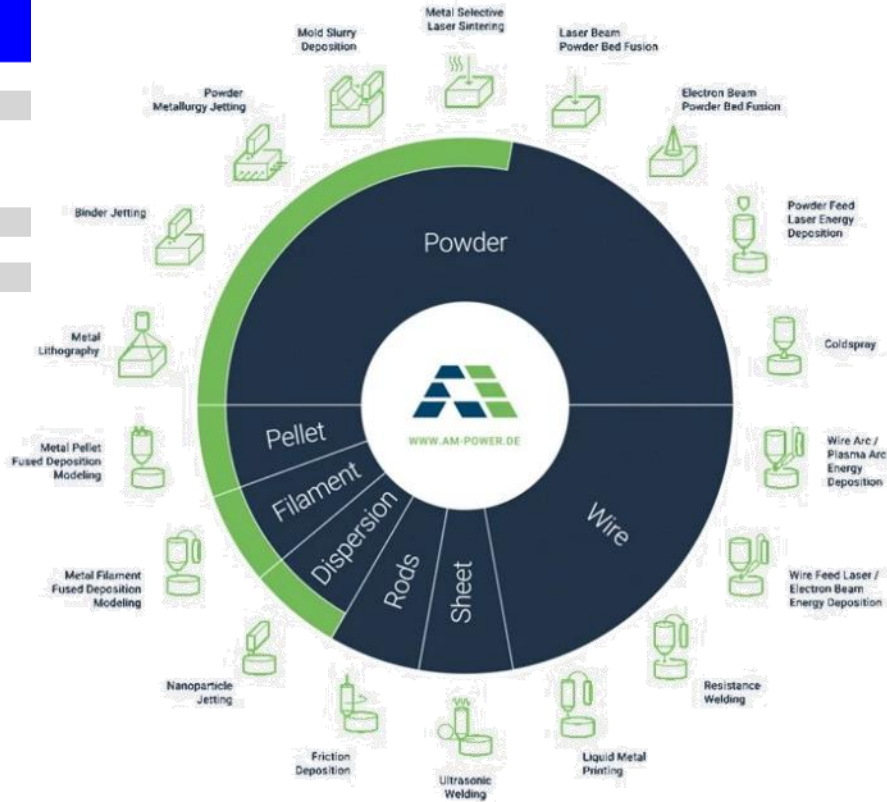 Metal Selective
Laser Sintering
Laser Beam
Powder Bed Fusion
Electron Beam
Powder Bed Fusion
Powder Feed
Laser Energy
Deposition
Coldspray
Wire Arc /
Plasma Arc
Energy
Deposition
Wire Feed Laser /
Electron Beam
Energy Deposition
Resistance
Welding
Liquid Metal
Printing
Ultrasonic
Welding
Friction
Deposition
Nanoparticle
Jetting
Metal Filament
Fused Deposition
Modeling
Metal Pellet
Fused Deposition
Modeling
Metal
Lithography
Binder Jetting
Powder
Metallurgy Jetting
Mold Slurry
Deposition
Powder
Wire
Sheet
Rods
Dispersion
Filament
Pellet
WWW.AM-POWER.DE